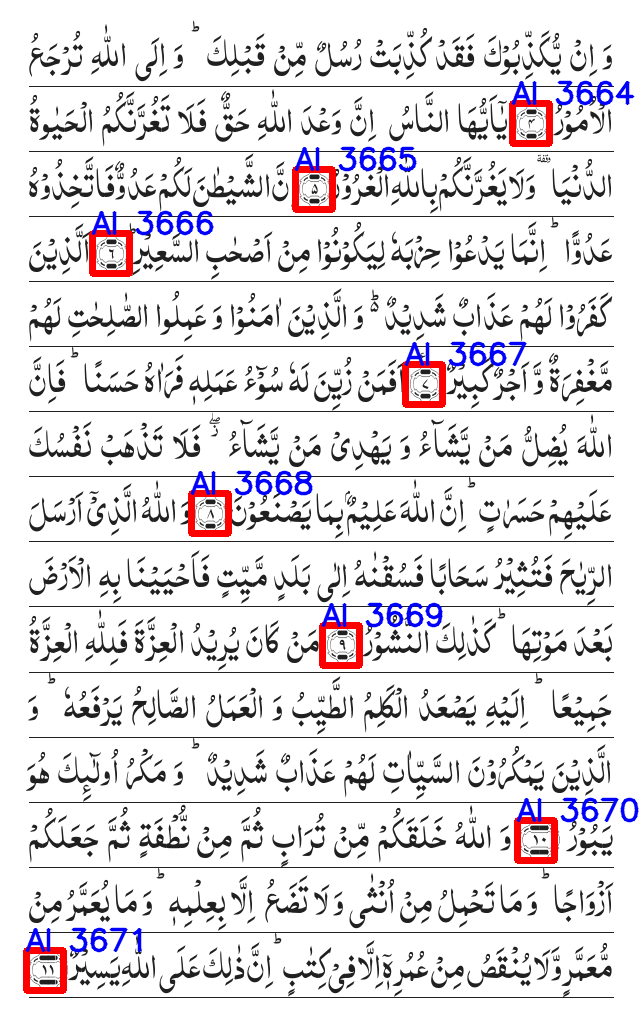 وَ اِنْ يُّكَذِّبُوْكَ فَقَدْ كُذِّبَتْ رُسُلٌ مِّنْ قَبْلِكَ ؕ وَ اِلَى اللّٰهِ تُرْجَعُ
AI 3664
الْاُمُوْرُ ۴ يٰۤاَيُّهَا النَّاسُ اِنَّ وَعْدَ اللّٰهِ حَقٌّ فَلَا تَغُرَّنَّكُمُ الْحَيٰوةُ
AI 3665
الدُّنْيَا ٙ وَلَا يَغُرَّنَّكُمْ بِاللّٰهِ الْغَرُوْرُ ۵ نَّ الشَّيْطٰنَ لَكُمْ عَدُوٌّ فَاتَّخِذُوْهُ
AI 3666
عَدُوًّا ؕ اِنَّمَا يَدْعُوْا حِزْبَهٗ لِيَكُوْنُوْا مِنْ اَصْحٰبِ السَّعِيْرِ ؕ ۶ اَلَّذِيْنَ
كَفَرُوْا لَهُمْ عَذَابٌ شَدِيْدٌ ؕ۬ وَ الَّذِيْنَ اٰمَنُوْا وَ عَمِلُوا الصّٰلِحٰتِ لَهُمْ
AI 3667
مَّغْفِرَةٌ وَّ اَجْرٌ كَبِيْرٌ ۷ اَفَمَنْ زُيِّنَ لَهٗ سُوْٓءُ عَمَلِهٖ فَرَاٰهُ حَسَنًا ؕ فَاِنَّ
اللّٰهَ يُضِلُّ مَنْ يَّشَآءُ وَ يَهْدِيْ مَنْ يَّشَآءُ ۖ فَلَا تَذْهَبْ نَفْسُكَ
AI 3668
عَلَيْهِمْ حَسَرٰتٍ ؕ اِنَّ اللّٰهَ عَلِيْمٌۢ بِمَا يَصْنَعُوْنَ ۸ وَ اللّٰهُ الَّذِيْۤ اَرْسَلَ
الرِّيٰحَ فَتُثِيْرُ سَحَابًا فَسُقْنٰهُ اِلٰى بَلَدٍ مَّيِّتٍ فَاَحْيَيْنَا بِهِ الْاَرْضَ
AI 3669
بَعْدَ مَوْتِهَا ؕ كَذٰلِكَ النُّشُوْرُ ۹ مَنْ كَانَ يُرِيْدُ الْعِزَّةَ فَلِلّٰهِ الْعِزَّةُ
جَمِيْعًا ؕ اِلَيْهِ يَصْعَدُ الْكَلِمُ الطَّيِّبُ وَ الْعَمَلُ الصَّالِحُ يَرْفَعُهٗ ؕ وَ
الَّذِيْنَ يَمْكُرُوْنَ السَّيِّاٰتِ لَهُمْ عَذَابٌ شَدِيْدٌ ؕ وَ مَكْرُ اُولٰٓىِٕكَ هُوَ
AI 3670
يَبُوْرُ ۱۰ وَ اللّٰهُ خَلَقَكُمْ مِّنْ تُرَابٍ ثُمَّ مِنْ نُّطْفَةٍ ثُمَّ جَعَلَكُمْ
اَزْوَاجًا ؕ وَ مَا تَحْمِلُ مِنْ اُنْثٰى وَ لَا تَضَعُ اِلَّا بِعِلْمِهٖ ؕ وَ مَا يُعَمَّرُ مِنْ
AI 3671
مُّعَمَّرٍ وَّلَا يُنْقَصُ مِنْ عُمُرِهٖۤ اِلَّا فِيْ كِتٰبٍ ؕ اِنَّ ذٰلِكَ عَلَى اللّٰهِ يَسِيْرٌ ۱۱